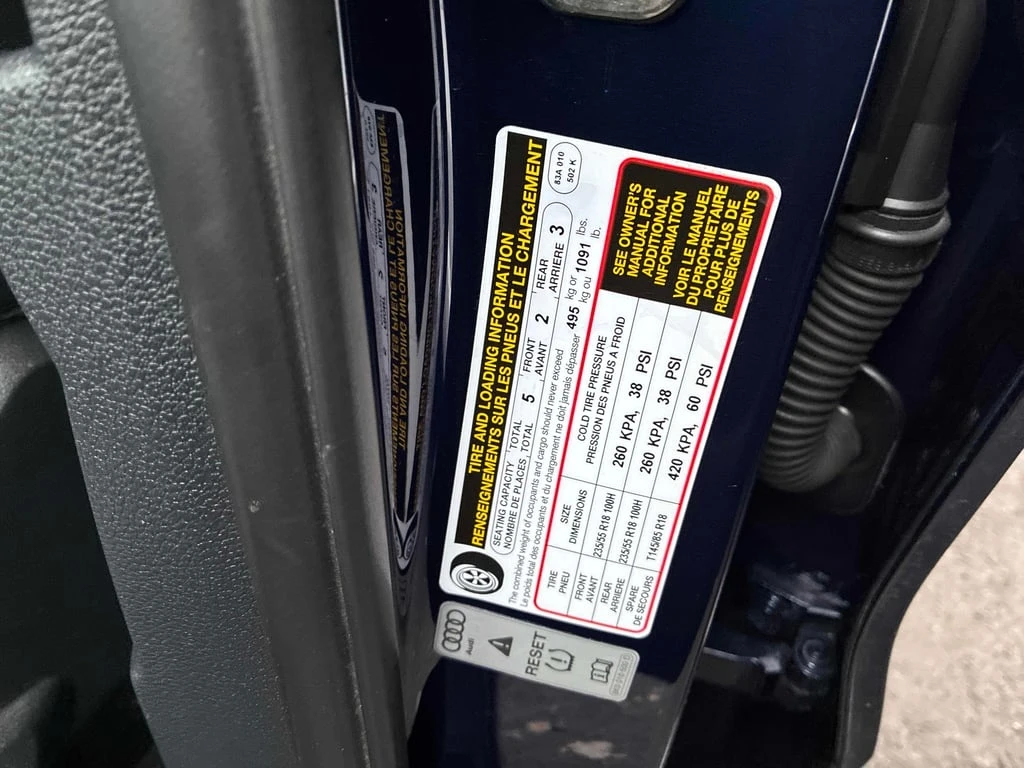 TIRE AND LOADING INFORMATION
RENSEIGNEMENTS SUR LES PNEUS ET LE CHARGEMENT
83A 010
502 K
SEATING CAPACITY TOTAL 5 FRONT 2 REAR 3
NOMBRE DE PLACES TOTAL AVANT ARRIERE
The combined weight of occupants and cargo should never exceed 495 kg or 1091 lbs.
Le poids total des occupants et du chargement ne doit jamais dépasser kg ou lb.
TIRE SIZE COLD TIRE PRESSURE
PNEU DIMENSIONS PRESSION DES PNEUS A FROID
FRONT 235/55 R18 100H 260 KPA, 38 PSI
AVANT
REAR 235/55 R18 100H 260 KPA, 38 PSI
ARRIERE
SPARE T145/85 R18 420 KPA, 60 PSI
DE SECOURS
SEE OWNER'S
MANUAL FOR
ADDITIONAL
INFORMATION
VOIR LE MANUEL
DU PROPRIETAIRE
POUR PLUS DE
RENSEIGNEMENTS
Audi
RESET